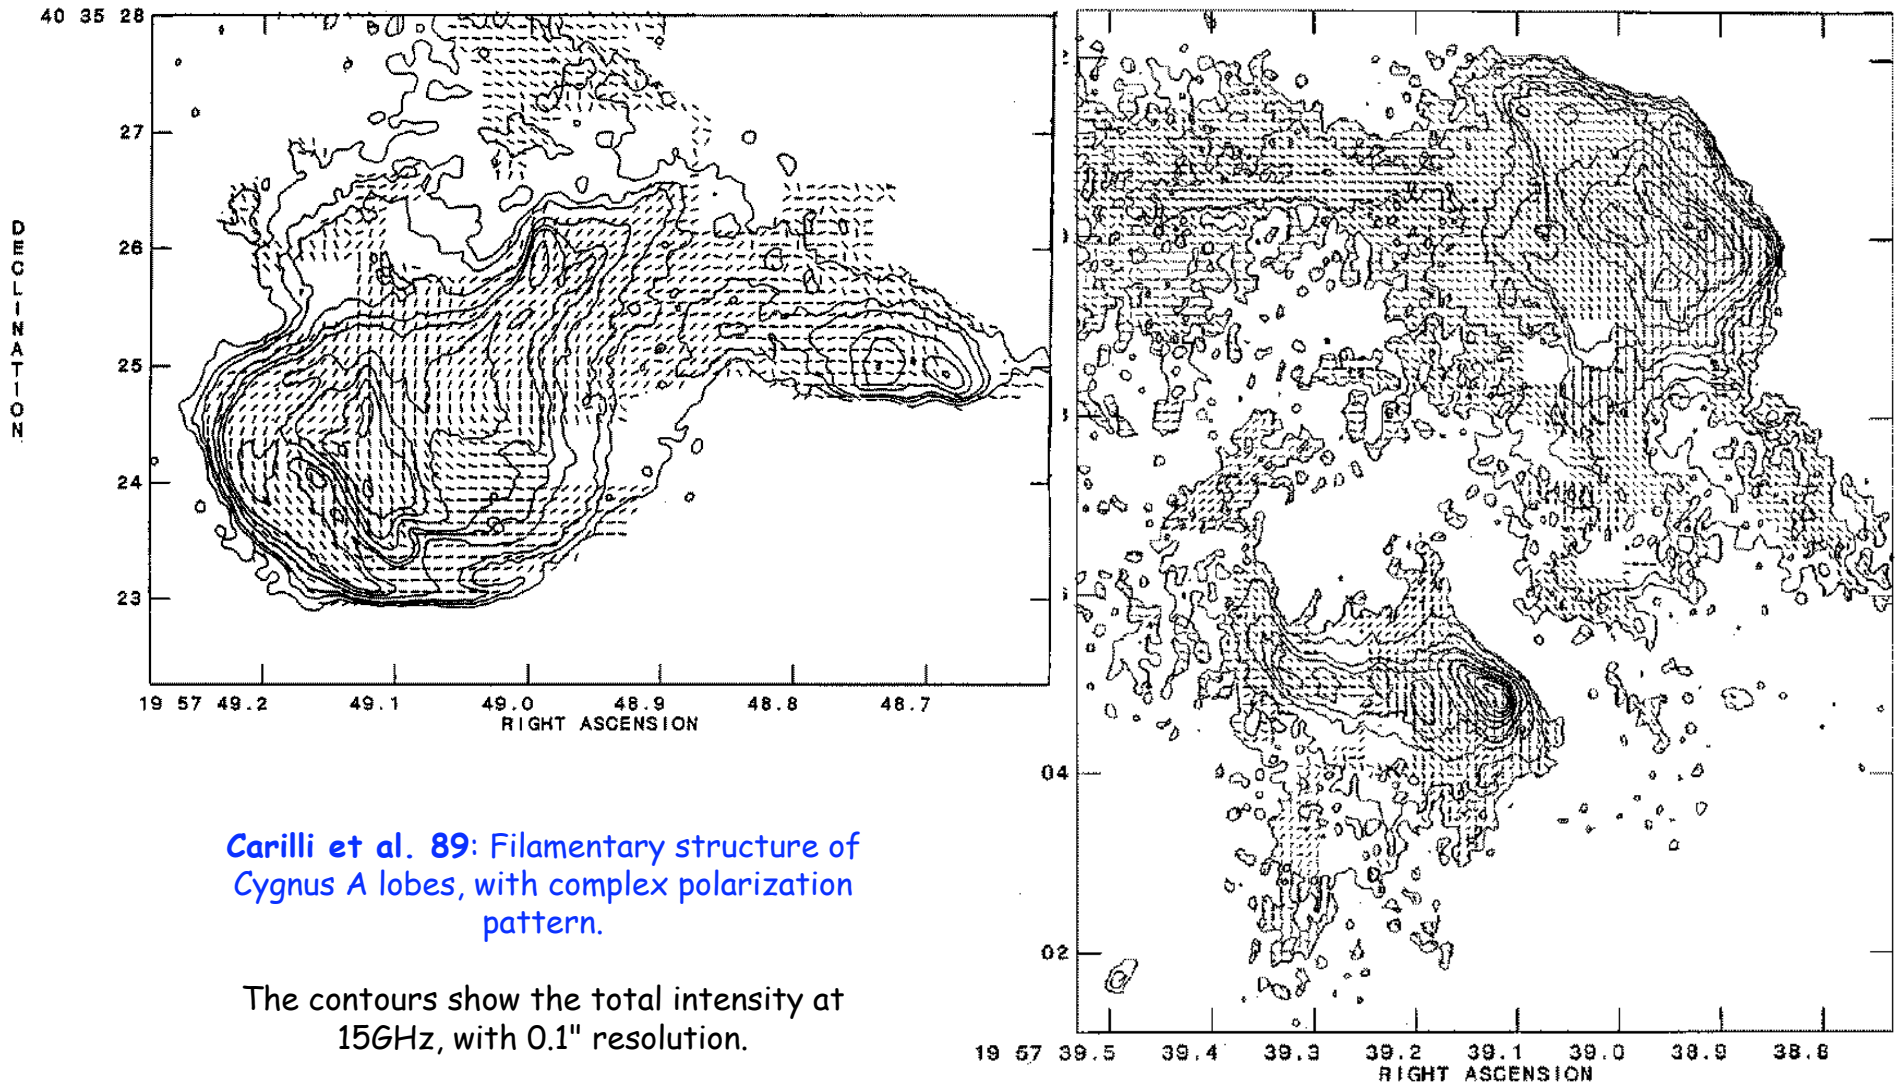 40 35 28
27
26
25
24
23
DECLINATION
19 57 49.2 49.1 49.0 48.9 48.8 48.7
RIGHT ASCENSION
04
02
19 57 39.5 39.4 39.3 39.2 39.1 39.0 38.9 38.8
RIGHT ASCENSION
Carilli et al. 89: Filamentary structure of
Cygnus A lobes, with complex polarization
pattern.
The contours show the total intensity at
15GHz, with 0.1" resolution.